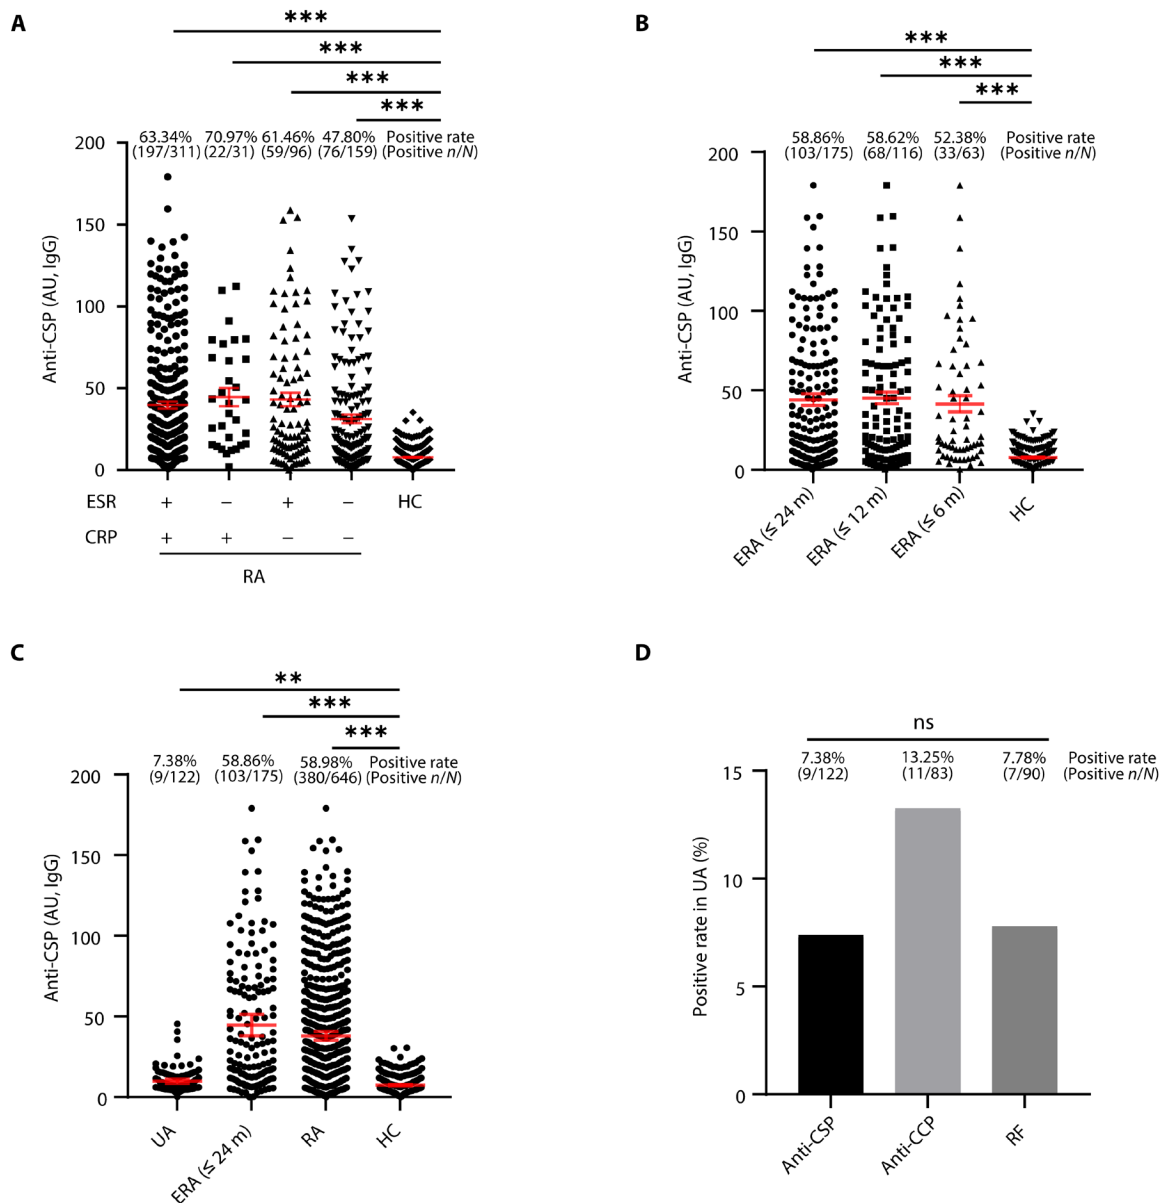 A
***
***
***
***
63.34% 70.97% 61.46% 47.80% Positive rate
(197/311) (22/31) (59/96) (76/159) (Positive n/N)
200
150
100
50
0
Anti-CSP (AU, IgG)
ESR + − + − HC
CRP + + − −
RA
B
***
***
***
58.86% 58.62% 52.38% Positive rate
(103/175) (68/116) (33/63) (Positive n/N)
200
150
100
50
0
Anti-CSP (AU, IgG)
ERA (≤ 24 m) ERA (≤ 12 m) ERA (≤ 6 m) HC
C
**
***
***
7.38% 58.86% 58.98% Positive rate
(9/122) (103/175) (380/646) (Positive n/N)
200
150
100
50
0
Anti-CSP (AU, IgG)
UA ERA (≤ 24 m) RA HC
D
ns
7.38% 13.25% 7.78% Positive rate
(9/122) (11/83) (7/90) (Positive n/N)
15
10
5
0
Positive rate in UA (%)
Anti-CSP Anti-CCP RF